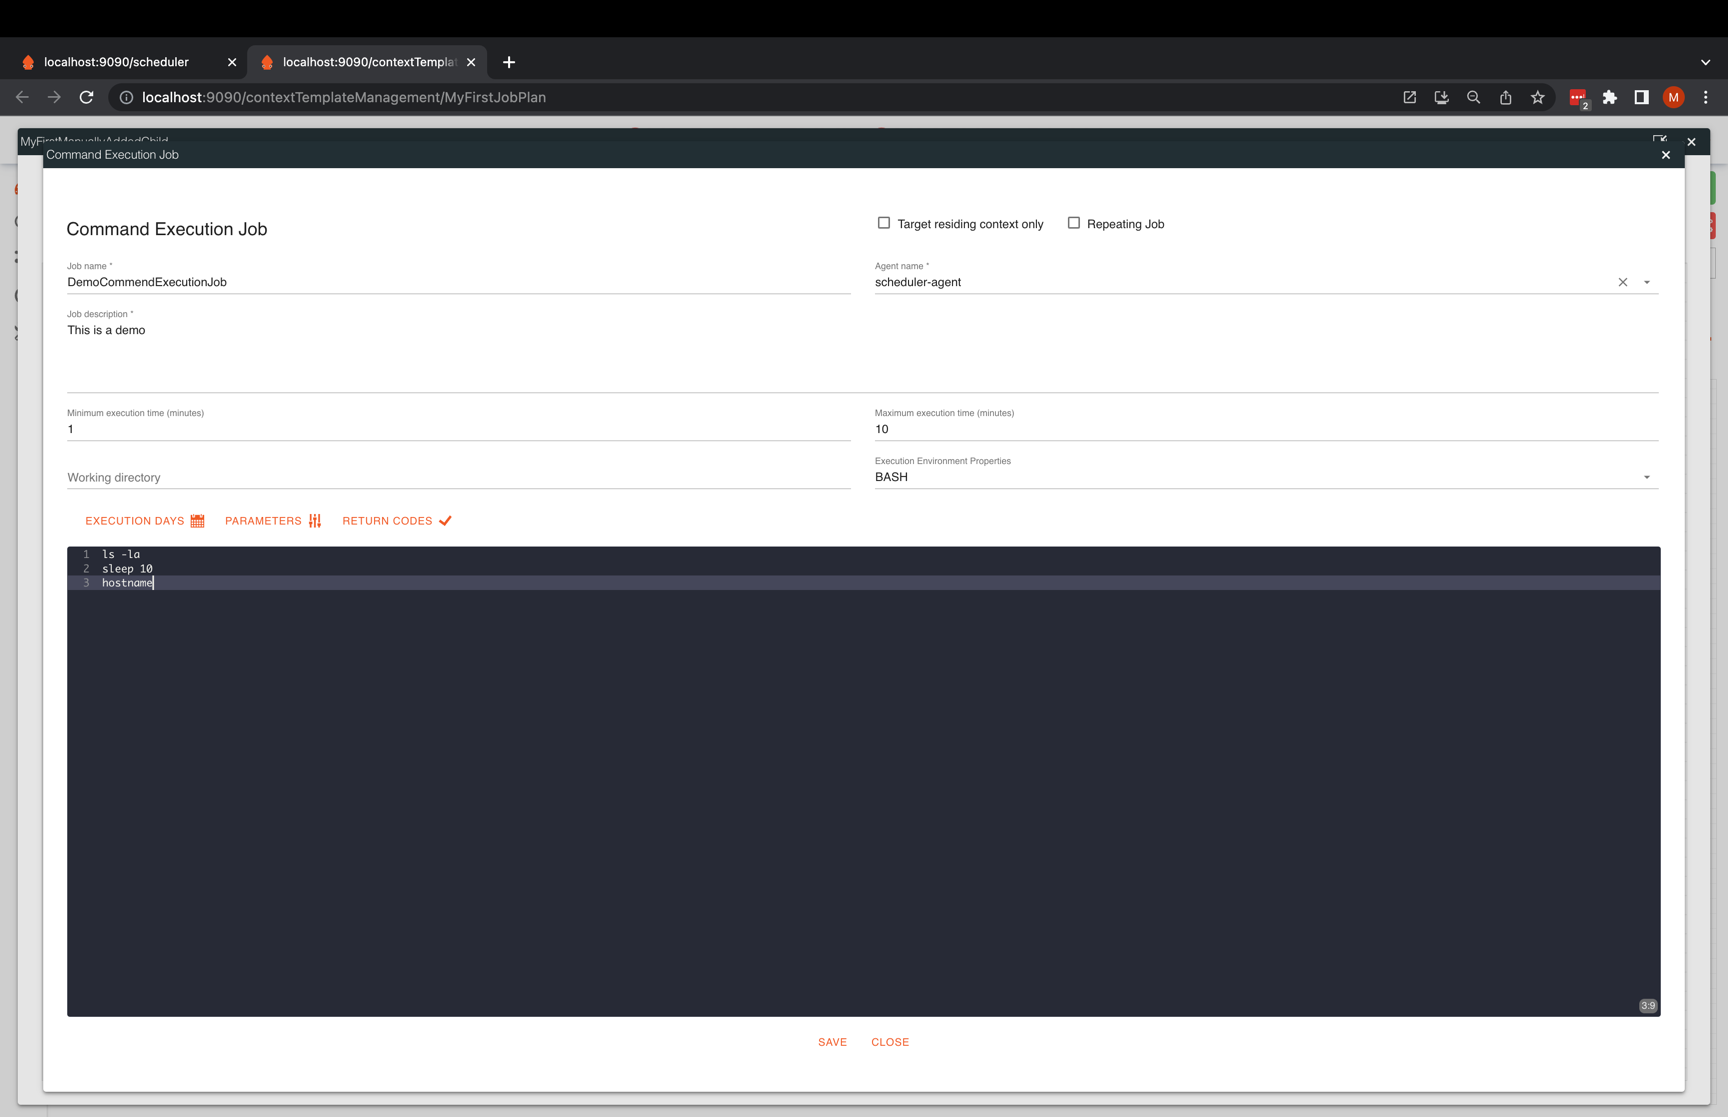 localhost:9090/scheduler
localhost:9090/contextTempla
localhost:9090/contextTemplateManagement/MyFirstJobPlan
2
M
MyFirstManuallyAddedChild
Command Execution Job
Command Execution Job
Target residing context only
Repeating Job
Job name *
DemoCommendExecutionJob
Agent name *
scheduler-agent
Job description *
This is a demo
Minimum execution time (minutes)
1
Maximum execution time (minutes)
10
Working directory
Execution Environment Properties
BASH
EXECUTION DAYS
PARAMETERS
RETURN CODES
1 ls -la
2 sleep 10
3 hostname
3:9
SAVE
CLOSE